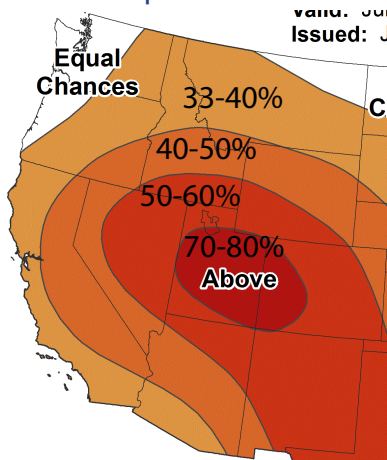 Valid:
Issued:
Equal
Chances
33-40%
C
40-50%
50-60%
70-80%
Above